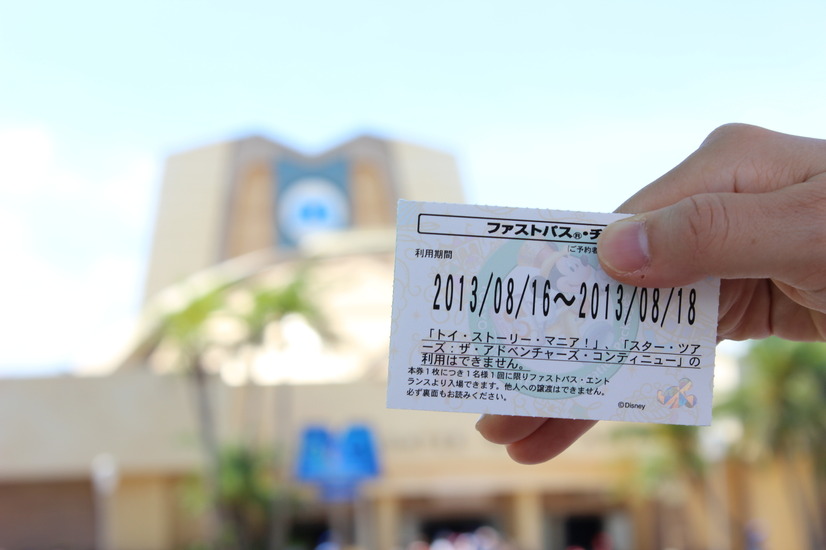 ファストパス®・チ
(ご予約者
利用期間
2013/08/16～2013/08/18
「トイ・ストーリー・マニア！」、「スター・ツア
ーズ：ザ・アドベンチャーズ・コンティニュー」の
利用はできません。
本券1枚につき1名様1回に限りファストパス・エント
ランスより入場できます。他人への譲渡はできません。
必ず裏面もお読みください。
©Disney